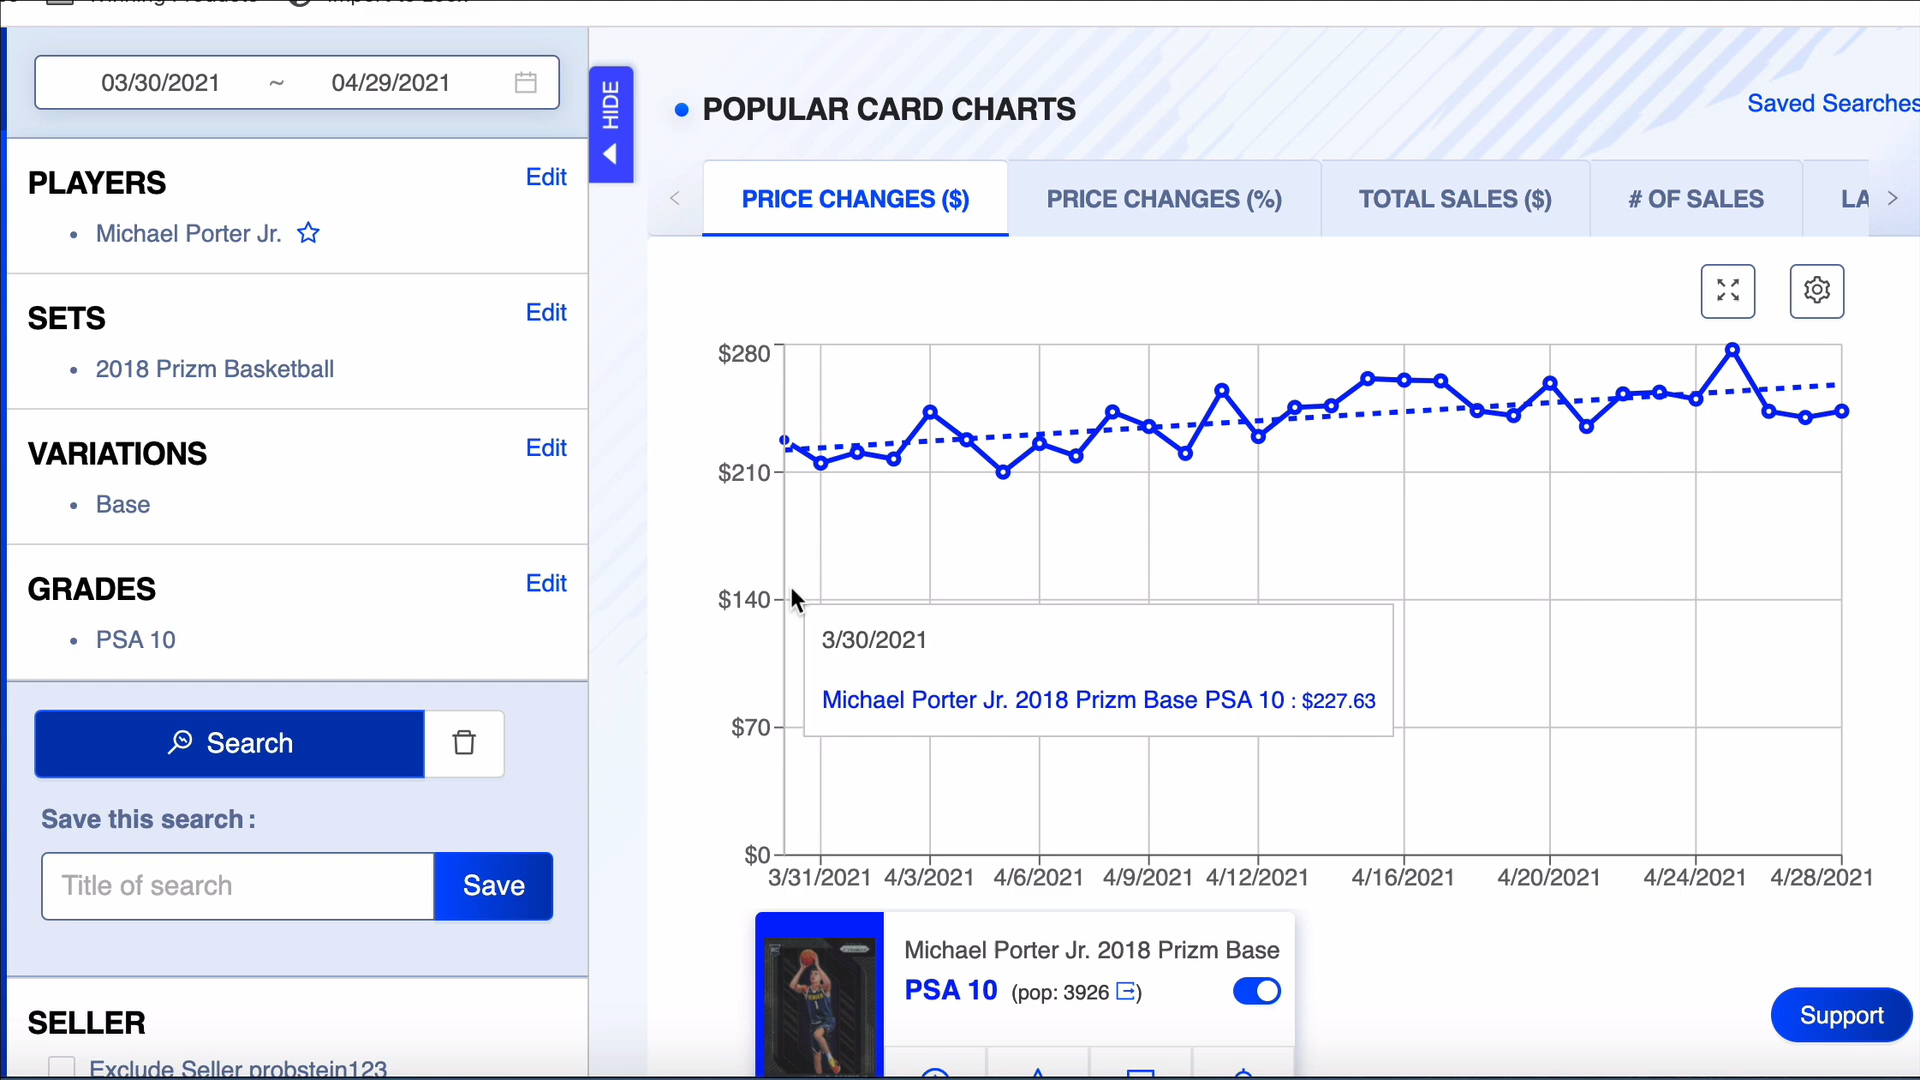 03/30/2021 ~ 04/29/2021
HIDE
PLAYERS Edit
Michael Porter Jr.
SETS Edit
2018 Prizm Basketball
VARIATIONS Edit
Base
GRADES Edit
PSA 10
Search
Save this search :
Title of search Save
SELLER
Exclude Seller probstein123
POPULAR CARD CHARTS
Saved Searches
PRICE CHANGES ($) PRICE CHANGES (%) TOTAL SALES ($) # OF SALES LA
$280
$210
$140
$70
$0
3/30/2021
Michael Porter Jr. 2018 Prizm Base PSA 10 : $227.63
3/31/2021 4/3/2021 4/6/2021 4/9/2021 4/12/2021 4/16/2021 4/20/2021 4/24/2021 4/28/2021
Michael Porter Jr. 2018 Prizm Base
PSA 10 (pop: 3926 )
Support